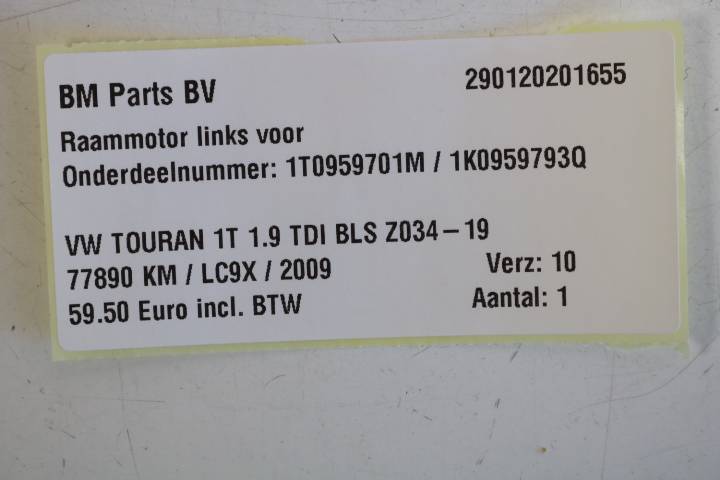 BM Parts BV 290120201655
Raammotor links voor
Onderdeelnummer: 1T0959701M / 1K0959793Q
VW TOURAN 1T 1.9 TDI BLS Z034-19
77890 KM / LC9X / 2009 Verz: 10
59.50 Euro incl. BTW Aantal: 1